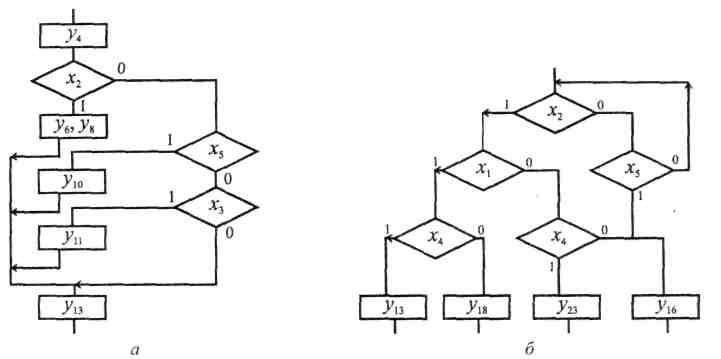 y4
x2 0
1
y6, y8
1 x5
0
y10
1 x3
0
y11
y13
а
1 x2 0
1 x1 0
x5 0
1
1 x4 0
x4 0
1
y13 y18 y23 y16
б